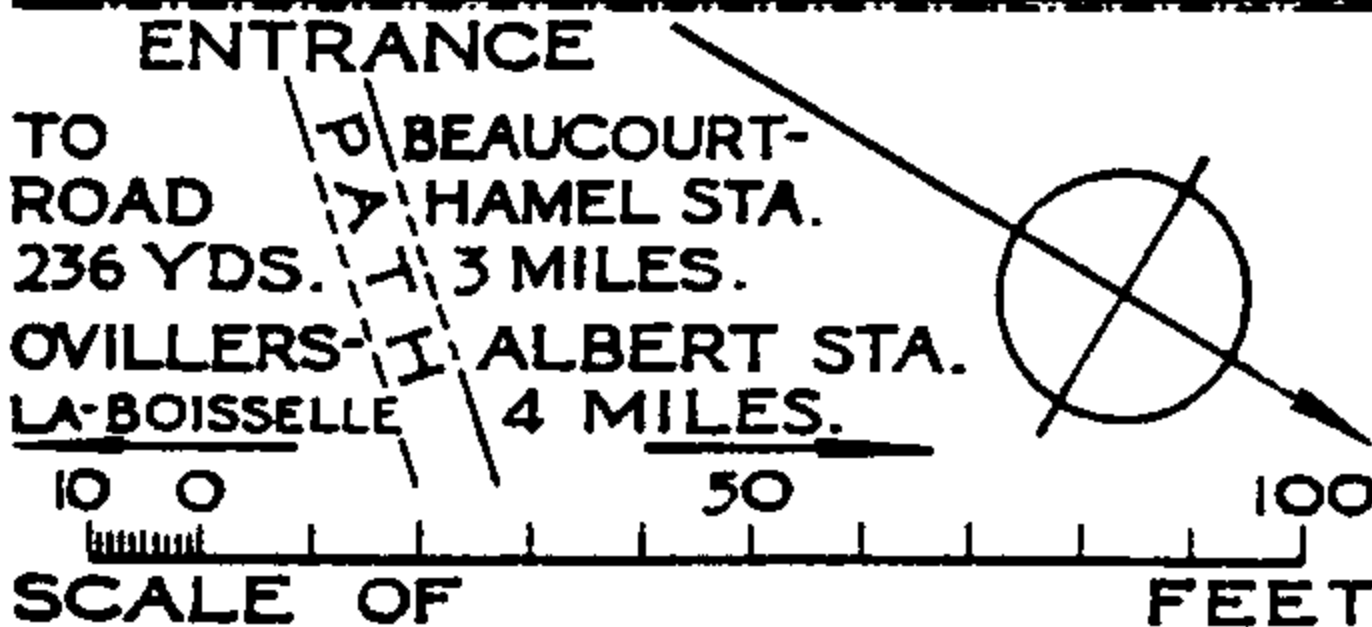 ENTRANCE
TO
ROAD
236 YDS.
OVILLERS-
LA-BOISSELLE
PATH
BEAUCOURT-
HAMEL STA.
3 MILES.
ALBERT STA.
4 MILES.
10 0 50 100
SCALE OF FEET